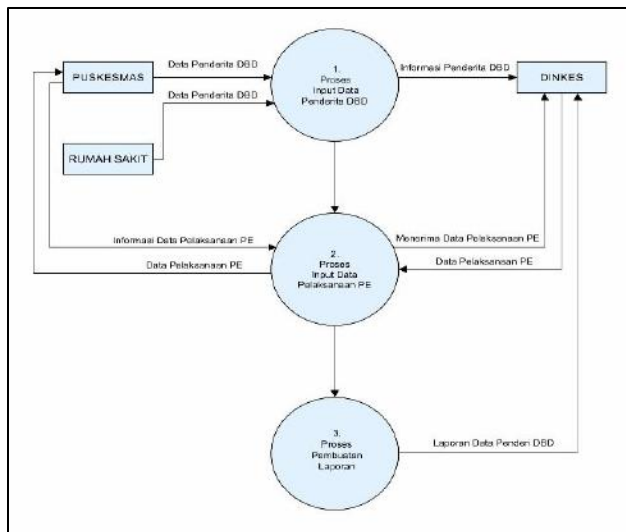 Data Penderita DBD
PUSKESMAS
1.
Proses
Input Data
Penderita DBD
Informasi Penderita DBD
DINKES
Data Penderita DBD
RUMAH SAKIT
Informasi Data Pelaksanaan PE
Data Pelaksanaan PE
2.
Proses
Input Data
Pelaksanaan PE
Menerima Data Pelaksanaan PE
Data Pelaksanaan PE
3.
Proses
Pembuatan
Laporan
Laporan Data Penderi DBD